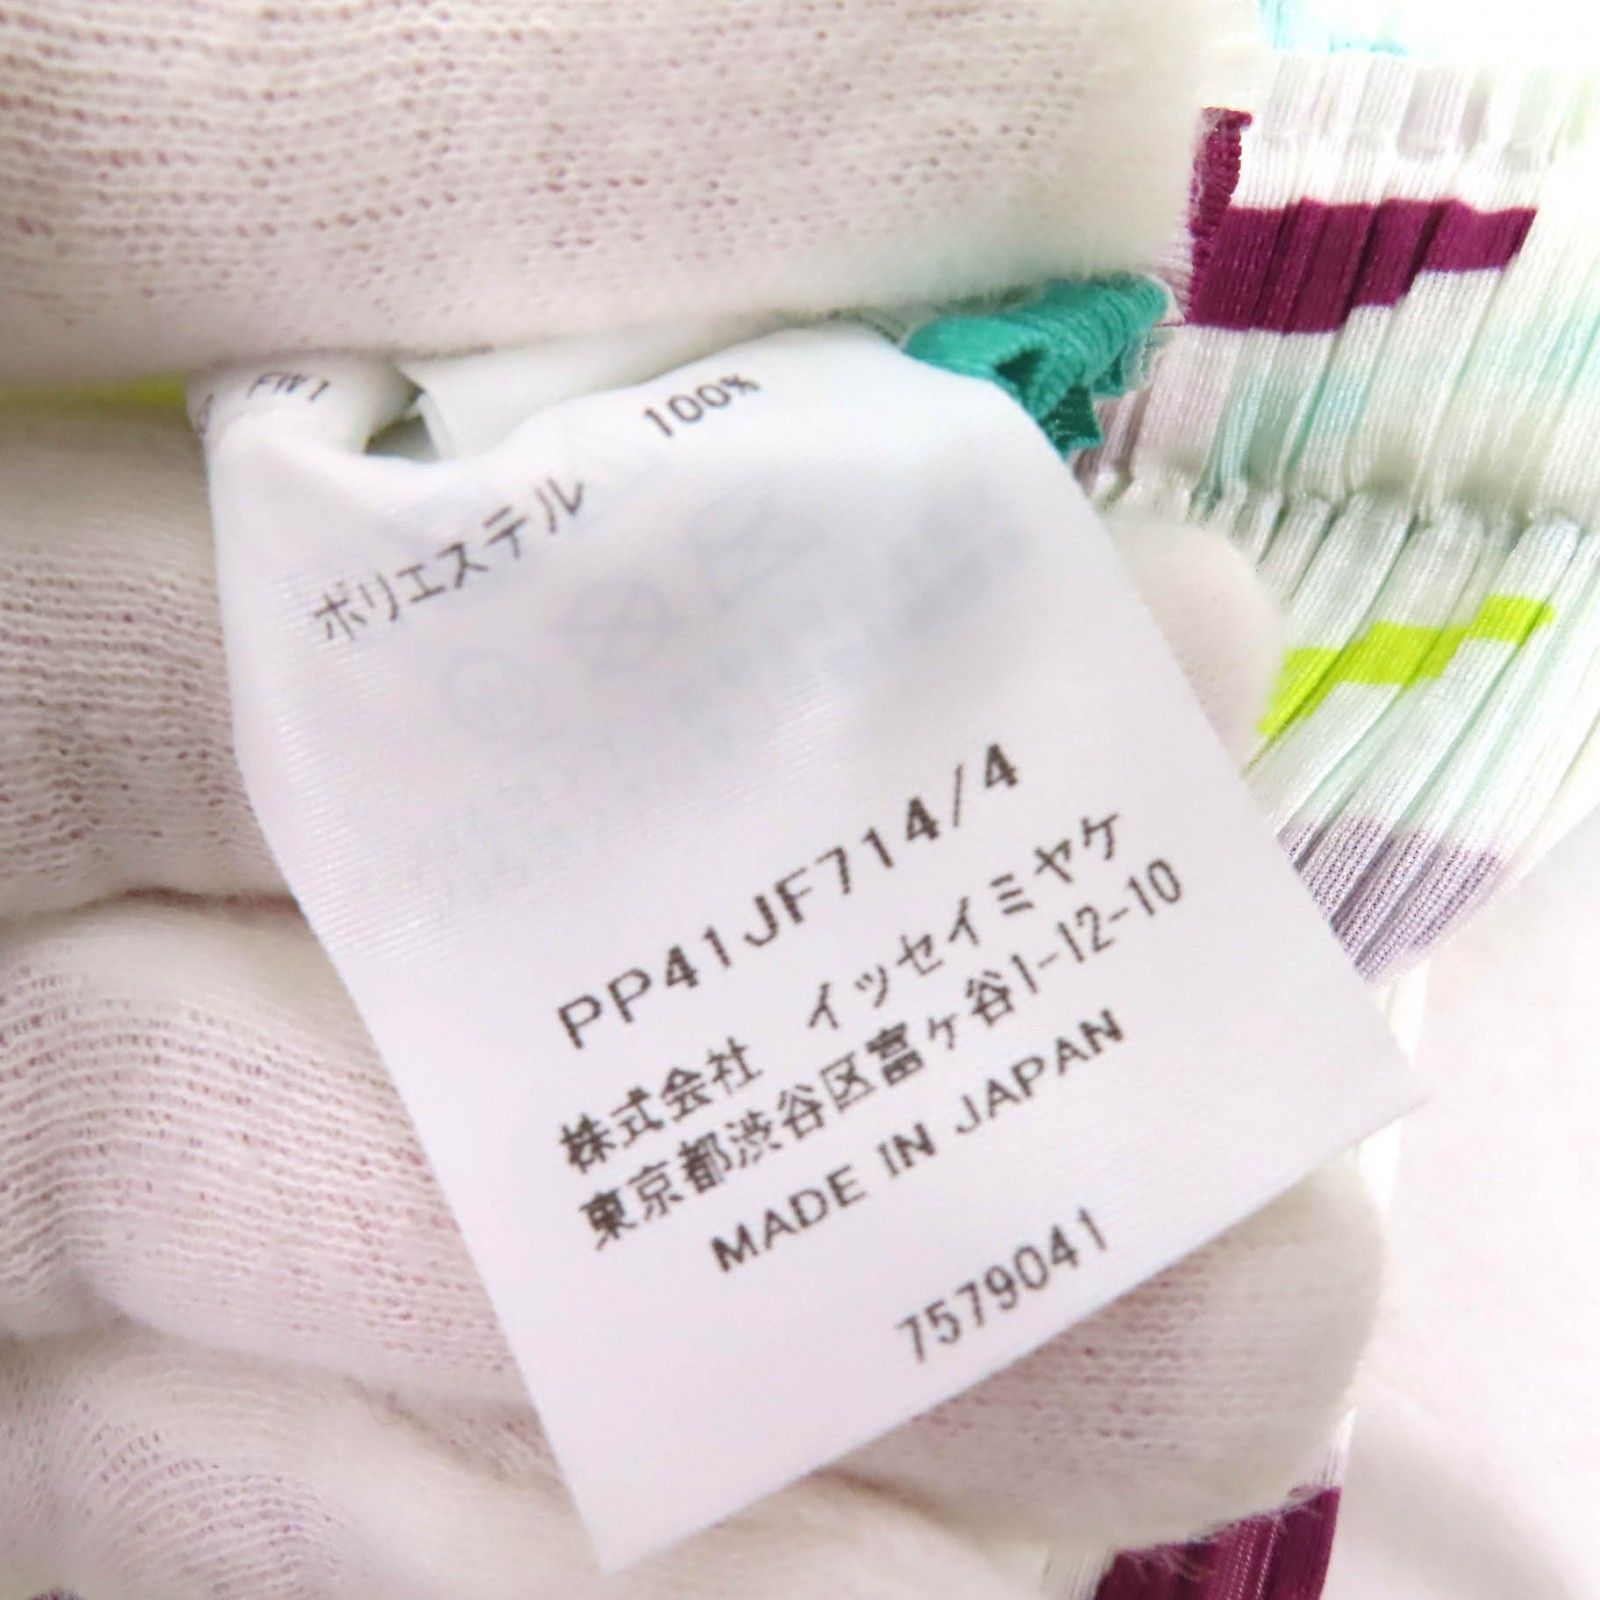 ポリエステル 100%
PP41JF714/4
株式会社 イッセイミヤケ
東京都渋谷区富ヶ谷1-12-10
MADE IN JAPAN
7579041